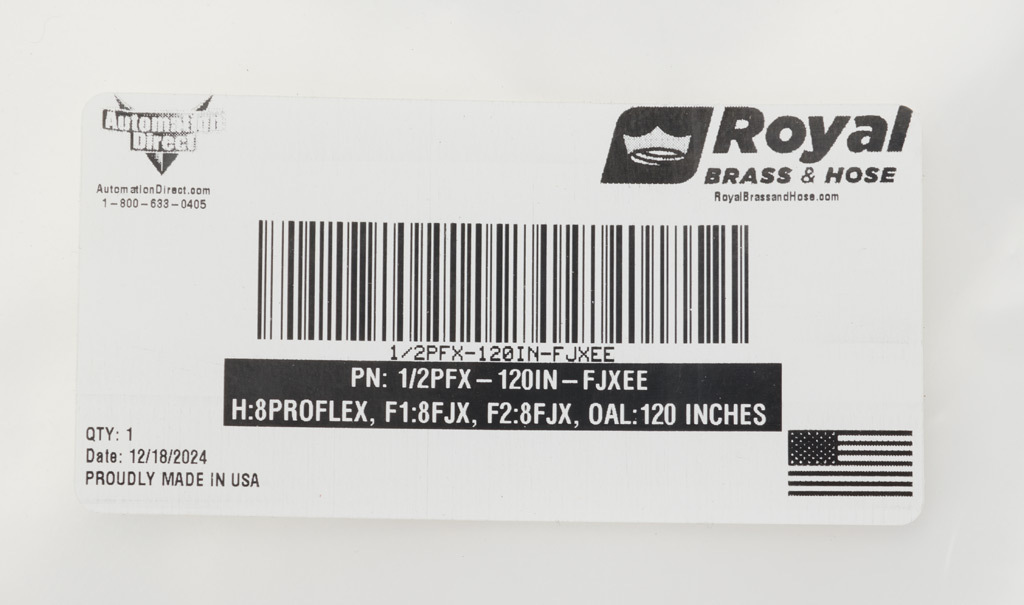 Automation
Direct
AutomationDirect.com
1-800-633-0405
Royal
BRASS & HOSE
RoyalBrassandHose.com
1/2PFX-120IN-FJXEE
PN: 1/2PFX-120IN-FJXEE
H:8PROFLEX, F1:8FJX, F2:8FJX, OAL:120 INCHES
QTY: 1
Date: 12/18/2024
PROUDLY MADE IN USA